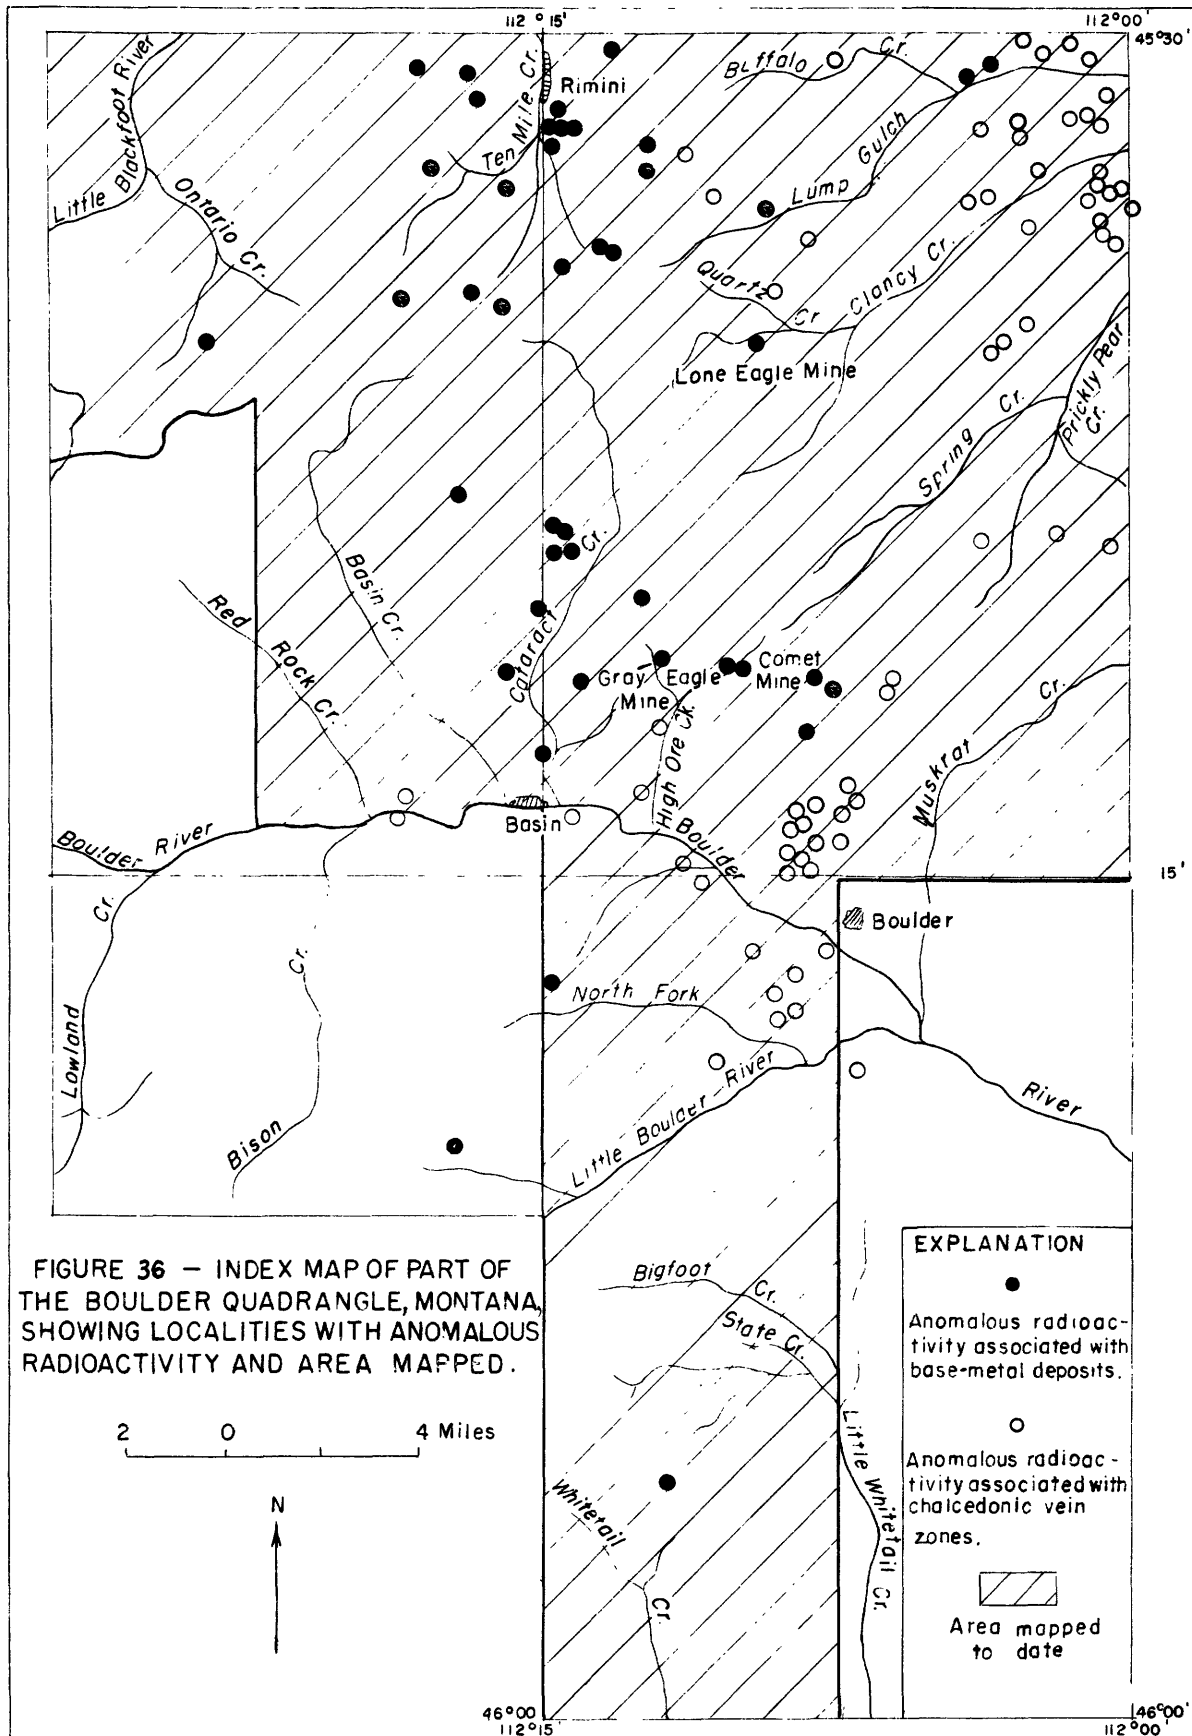 112° 15'
112° 00'
45° 30'
Little Blackfoot River
Ontario Cr.
Ten Mile Cr.
Rimini
Buffalo Cr.
Lump Gulch
Quartz Cr
Clancy Cr.
Lone Eagle Mine
Prickly Pear
Cr.
Spring Cr.
Basin Cr.
Cataract Cr.
Red Rock Cr.
Gray Eagle
Mine
Comet
Mine
High Ore Ck.
Muskrat Cr.
Basin
Boulder River
Boulder
15'
Boulder
Lowland Cr.
Bison Cr.
North Fork
Little Boulder River
River
FIGURE 36 — INDEX MAP OF PART OF
THE BOULDER QUADRANGLE, MONTANA,
SHOWING LOCALITIES WITH ANOMALOUS
RADIOACTIVITY AND AREA MAPPED.
2 0 4 Miles
N
Bigfoot Cr.
State Cr.
Whitetail Cr.
Little Whitetail Cr.
EXPLANATION
Anomalous radioac-
tivity associated with
base-metal deposits.
Anomalous radioac-
tivity associated with
chalcedonic vein
zones.
Area mapped
to date
46° 00'
112° 15'
46° 00'
112° 00'